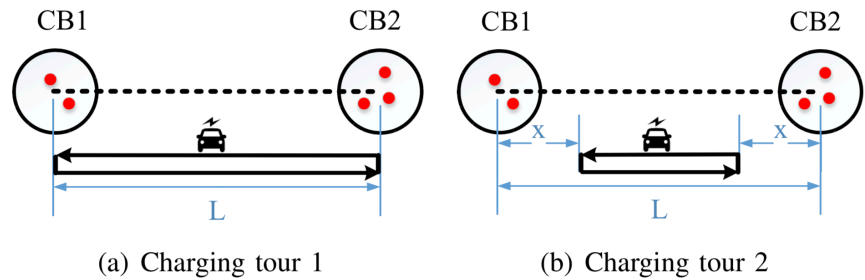 CB1 CB2 CB1 CB2
x x
L L
(a) Charging tour 1 (b) Charging tour 2